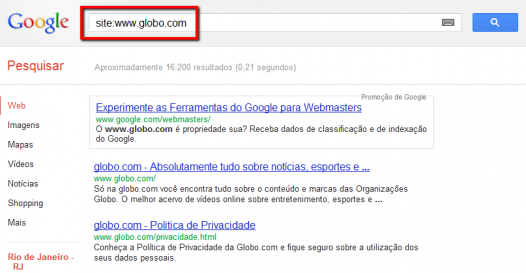 Google site:www.globo.com
Pesquisar Aproximadamente 16.200 resultados (0,21 segundos)
Web
Imagens
Mapas
Vídeos
Notícias
Shopping
Mais
Rio de Janeiro -
RJ
Promoção de Google
Experimente as Ferramentas do Google para Webmasters
www.google.com/webmasters/
O www.globo.com é propriedade sua? Receba dados de classificação e de indexação
do Google.
globo.com - Absolutamente tudo sobre notícias, esportes e ...
www.globo.com/
Só na globo.com você encontra tudo sobre o conteúdo e marcas das Organizações
Globo. O melhor acervo de vídeos online sobre entretenimento, esportes e ...
globo.com - Politica de Privacidade
www.globo.com/privacidade.html
Conheça a Política de Privacidade da Globo.com e fique seguro sobre a utilização dos
seus dados pessoais.